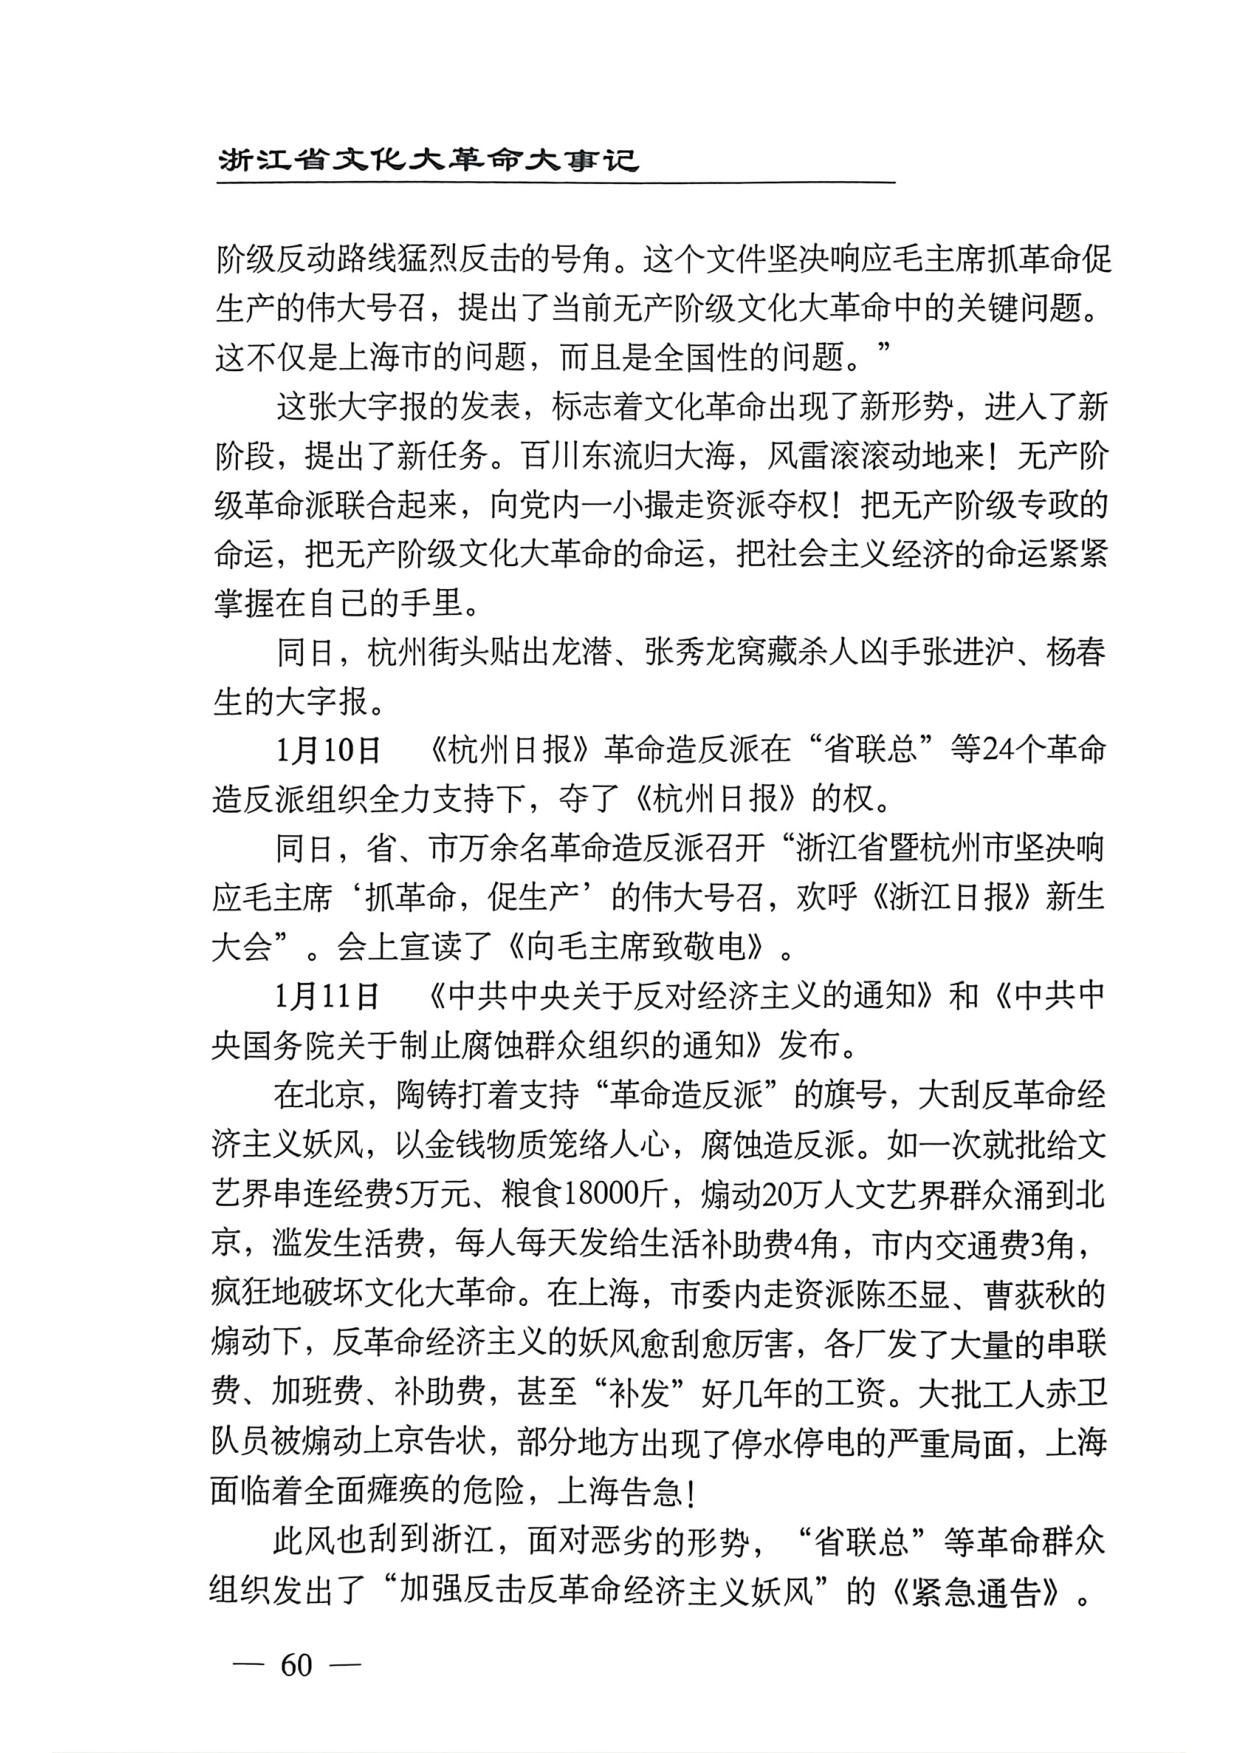 浙江省文化大革命大事记
阶级反动路线猛烈反击的号角。这个文件坚决响应毛主席抓革命促
生产的伟大号召，提出了当前无产阶级文化大革命中的关键问题。
这不仅是上海市的问题，而且是全国性的问题。”
这张大字报的发表，标志着文化革命出现了新形势，进入了新
阶段，提出了新任务。百川东流归大海，风雷滚滚动地来！无产阶
级革命派联合起来，向党内一小撮走资派夺权！把无产阶级专政的
命运，把无产阶级文化大革命的命运，把社会主义经济的命运紧紧
掌握在自己的手里。
同日，杭州街头贴出龙潜、张秀龙窝藏杀人凶手张进沪、杨春
生的大字报。
1月10日　《杭州日报》革命造反派在“省联总”等24个革命
造反派组织全力支持下，夺了《杭州日报》的权。
同日，省、市万余名革命造反派召开“浙江省暨杭州市坚决响
应毛主席‘抓革命，促生产’的伟大号召，欢呼《浙江日报》新生
大会”。会上宣读了《向毛主席致敬电》。
1月11日　《中共中央关于反对经济主义的通知》和《中共中
央国务院关于制止腐蚀群众组织的通知》发布。
在北京，陶铸打着支持“革命造反派”的旗号，大刮反革命经
济主义妖风，以金钱物质笼络人心，腐蚀造反派。如一次就批给文
艺界串连经费5万元、粮食18000斤，煽动20万人文艺界群众涌到北
京，滥发生活费，每人每天发给生活补助费4角，市内交通费3角，
疯狂地破坏文化大革命。在上海，市委内走资派陈丕显、曹荻秋的
煽动下，反革命经济主义的妖风愈刮愈厉害，各厂发了大量的串联
费、加班费、补助费，甚至“补发”好几年的工资。大批工人赤卫
队员被煽动上京告状，部分地方出现了停水停电的严重局面，上海
面临着全面瘫痪的危险，上海告急！
此风也刮到浙江，面对恶劣的形势，“省联总”等革命群众
组织发出了“加强反击反革命经济主义妖风”的《紧急通告》。
— 60 —